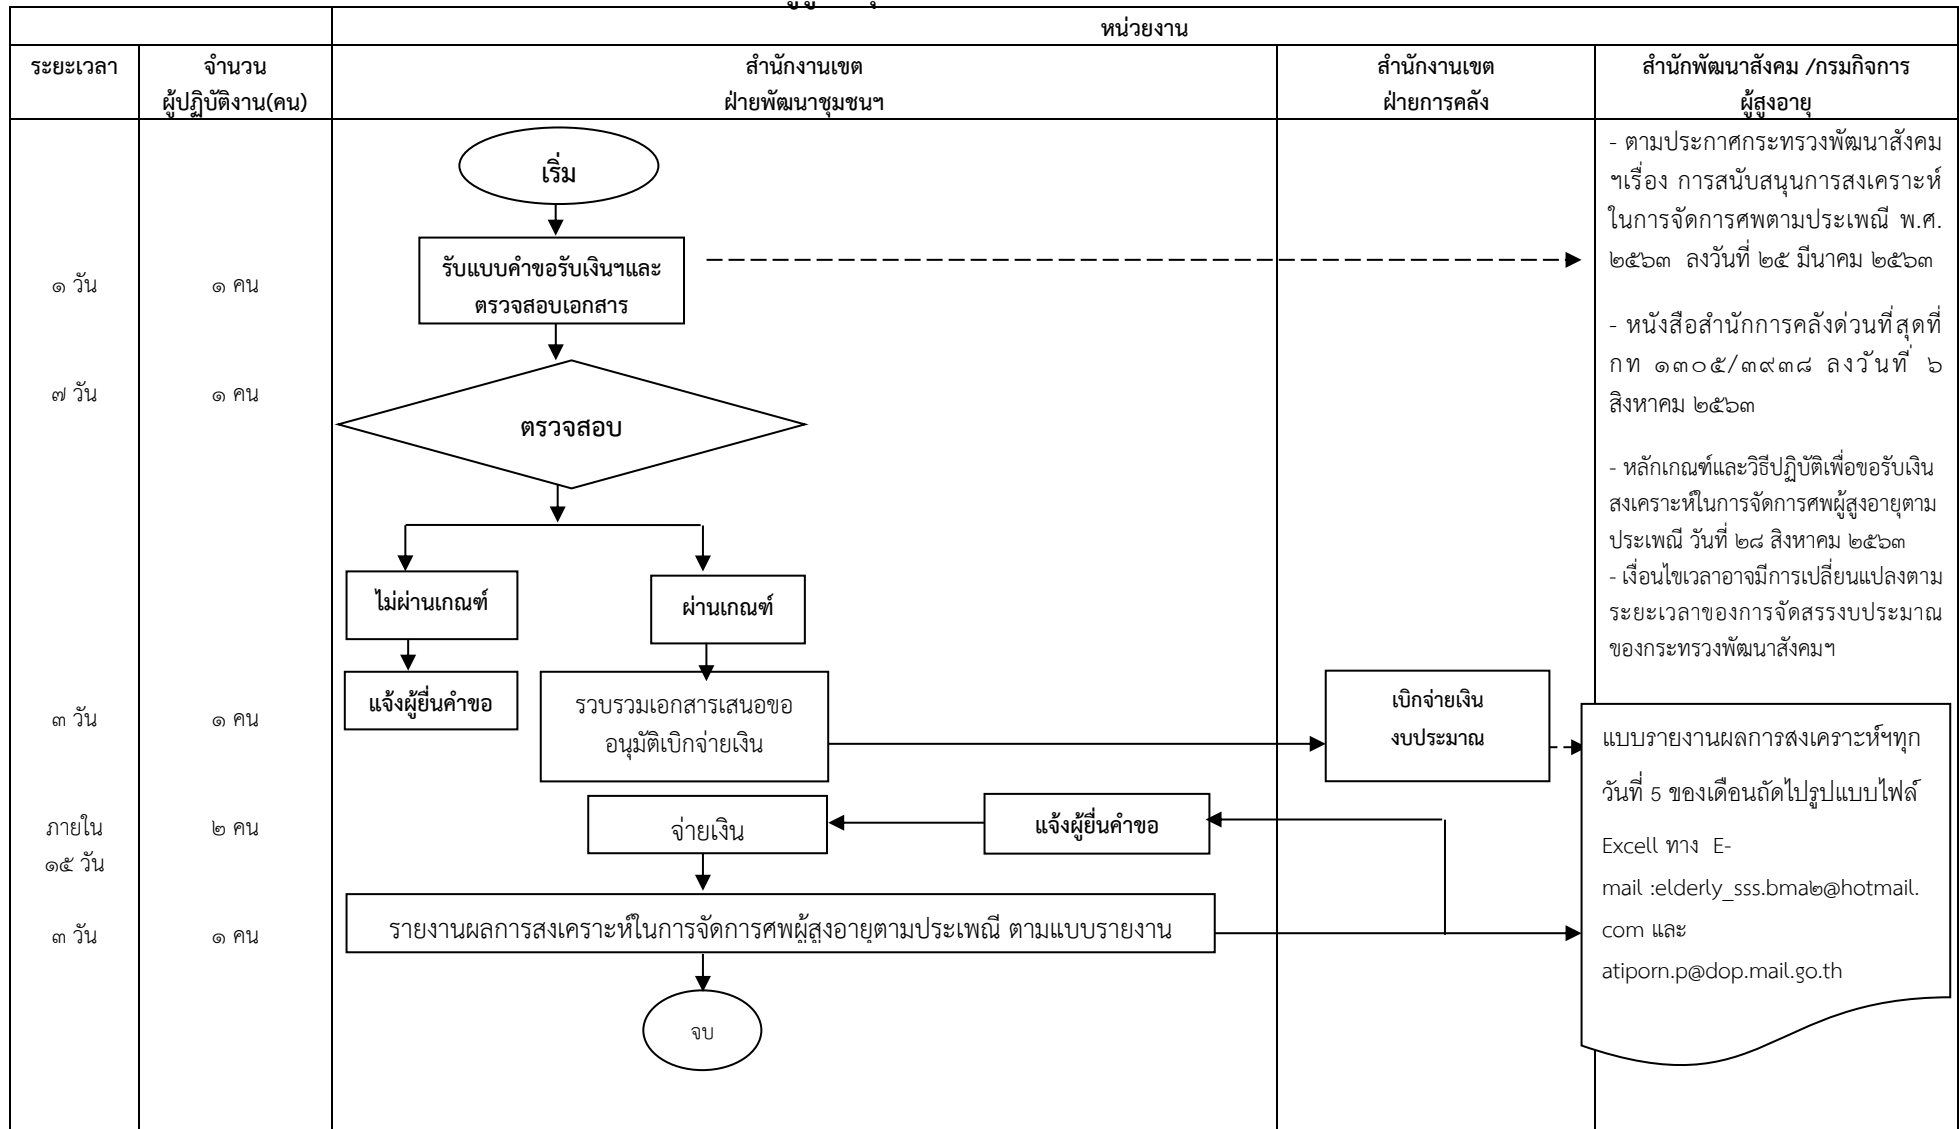 หน่วยงาน
ระยะเวลา
จำนวน
ผู้ปฏิบัติงาน(คน)
สำนักงานเขต
ฝ่ายพัฒนาชุมชนฯ
สำนักงานเขต
ฝ่ายการคลัง
สำนักพัฒนาสังคม /กรมกิจการ
ผู้สูงอายุ
เริ่ม
๑ วัน
๑ คน
รับแบบคำขอรับเงินฯและ
ตรวจสอบเอกสาร
- ตามประกาศกระทรวงพัฒนาสังคม
ฯเรื่อง การสนับสนุนการสงเคราะห์
ในการจัดการศพตามประเพณี พ.ศ.
๒๕๖๓ ลงวันที่ ๒๕ มีนาคม ๒๕๖๓
- หนังสือสำนักการคลังด่วนที่สุดที่
กท ๑๓๐๕/๓๙๓๘ ลงวันที่ ๖
สิงหาคม ๒๕๖๓
- หลักเกณฑ์และวิธีปฏิบัติเพื่อขอรับเงิน
สงเคราะห์ในการจัดการศพผู้สูงอายุตาม
ประเพณี วันที่ ๒๘ สิงหาคม ๒๕๖๓
- เงื่อนไขเวลาอาจมีการเปลี่ยนแปลงตาม
ระยะเวลาของการจัดสรรงบประมาณ
ของกระทรวงพัฒนาสังคมฯ
๗ วัน
๑ คน
ตรวจสอบ
ไม่ผ่านเกณฑ์
ผ่านเกณฑ์
แจ้งผู้ยื่นคำขอ
๓ วัน
๑ คน
รวบรวมเอกสารเสนอขอ
อนุมัติเบิกจ่ายเงิน
เบิกจ่ายเงิน
งบประมาณ
แบบรายงานผลการสงเคราะห์ฯทุก
วันที่ 5 ของเดือนถัดไปรูปแบบไฟล์
Excell ทาง E-
mail :elderly_sss.bma๒@hotmail.
com และ
atiporn.p@dop.mail.go.th
ภายใน
๑๕ วัน
๒ คน
จ่ายเงิน
แจ้งผู้ยื่นคำขอ
๓ วัน
๑ คน
รายงานผลการสงเคราะห์ในการจัดการศพผู้สูงอายุตามประเพณี ตามแบบรายงาน
จบ